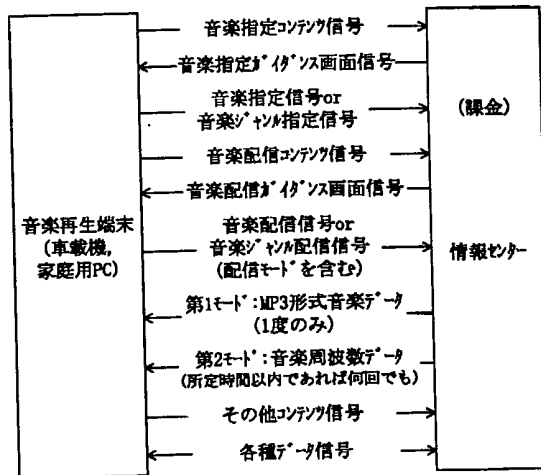 音楽指定ｺﾝﾃﾝﾂ信号
音楽指定ｶﾞｲﾀﾞﾝｽ画面信号
音楽指定信号or
音楽ｼﾞｬﾝﾙ指定信号
(課金)
音楽配信ｺﾝﾃﾝﾂ信号
音楽配信ｶﾞｲﾀﾞﾝｽ画面信号
音楽再生端末
(車載機,
家庭用PC)
音楽配信信号or
音楽ｼﾞｬﾝﾙ配信信号
(配信ﾓｰﾄﾞを含む)
情報ｾﾝﾀｰ
第1ﾓｰﾄﾞ:MP3形式音楽ﾃﾞｰﾀ
(1度のみ)
第2ﾓｰﾄﾞ:音楽周波数ﾃﾞｰﾀ
(所定時間以内であれば何回でも)
その他ｺﾝﾃﾝﾂ信号
各種ﾃﾞｰﾀ信号